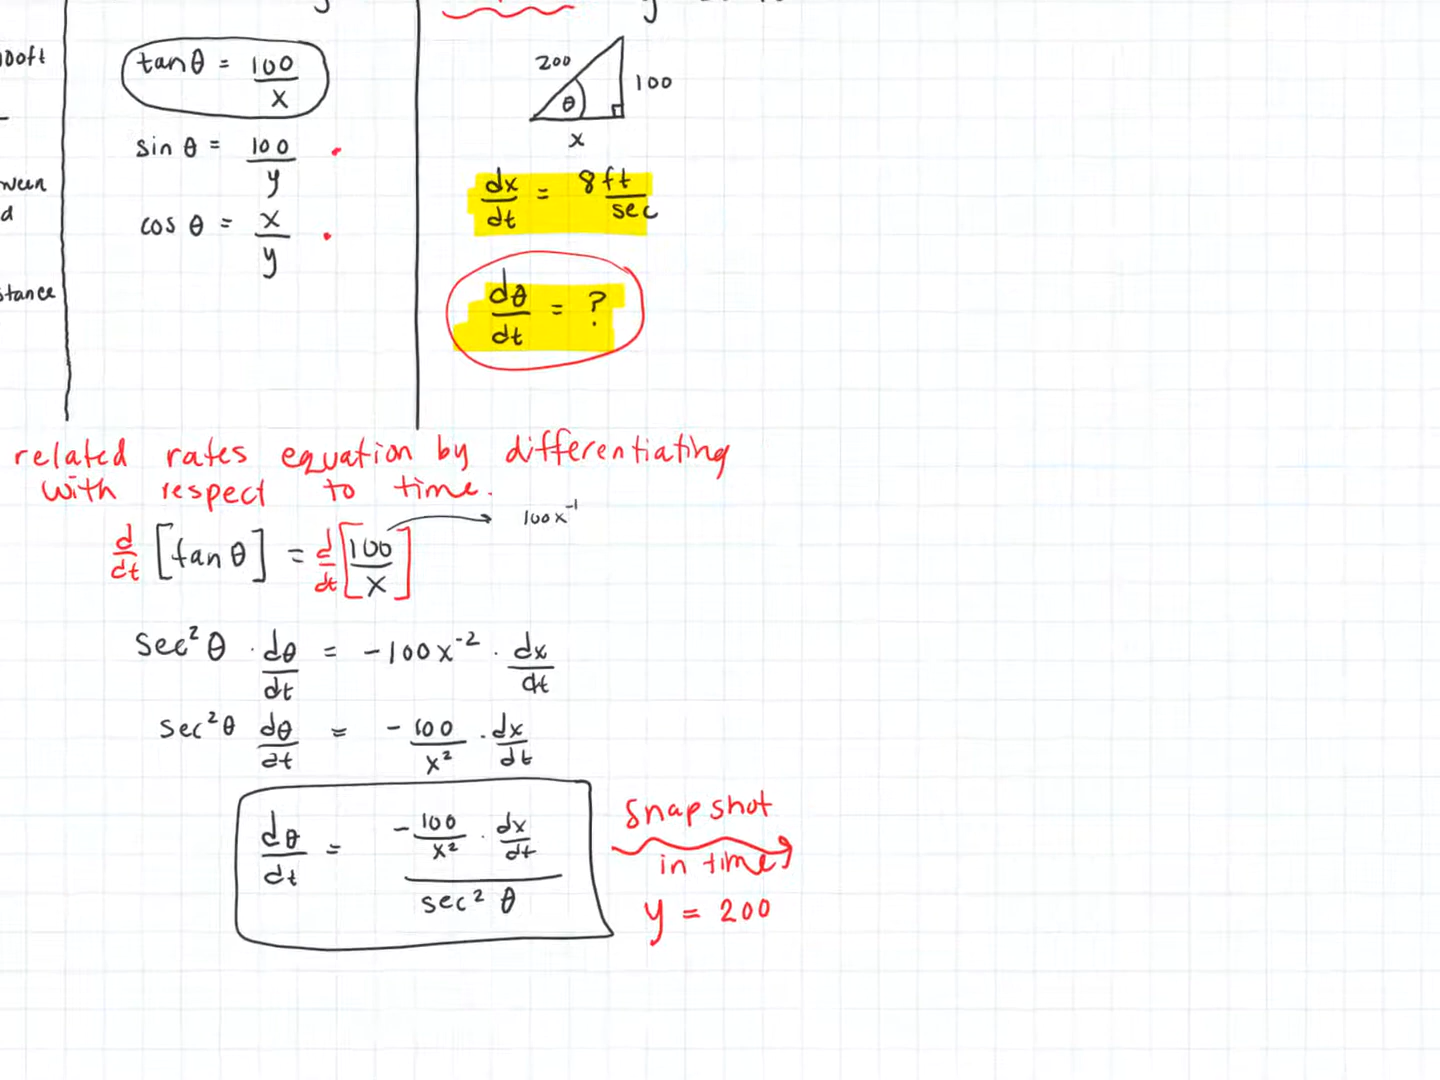 00ft
ween
d
stance
tanθ = 100/x
sin θ = 100/y
cos θ = x/y
200
100
θ
x
dx/dt = 8ft/sec
dθ/dt = ?
related rates equation by differentiating
with respect to time.
d/dt [tan θ] = d/dt [100/x] → 100x⁻¹
sec²θ · dθ/dt = -100x⁻² · dx/dt
sec²θ dθ/dt = -100/x² · dx/dt
dθ/dt = (-100/x² · dx/dt)/(sec² θ)
Snapshot
in time
y = 200